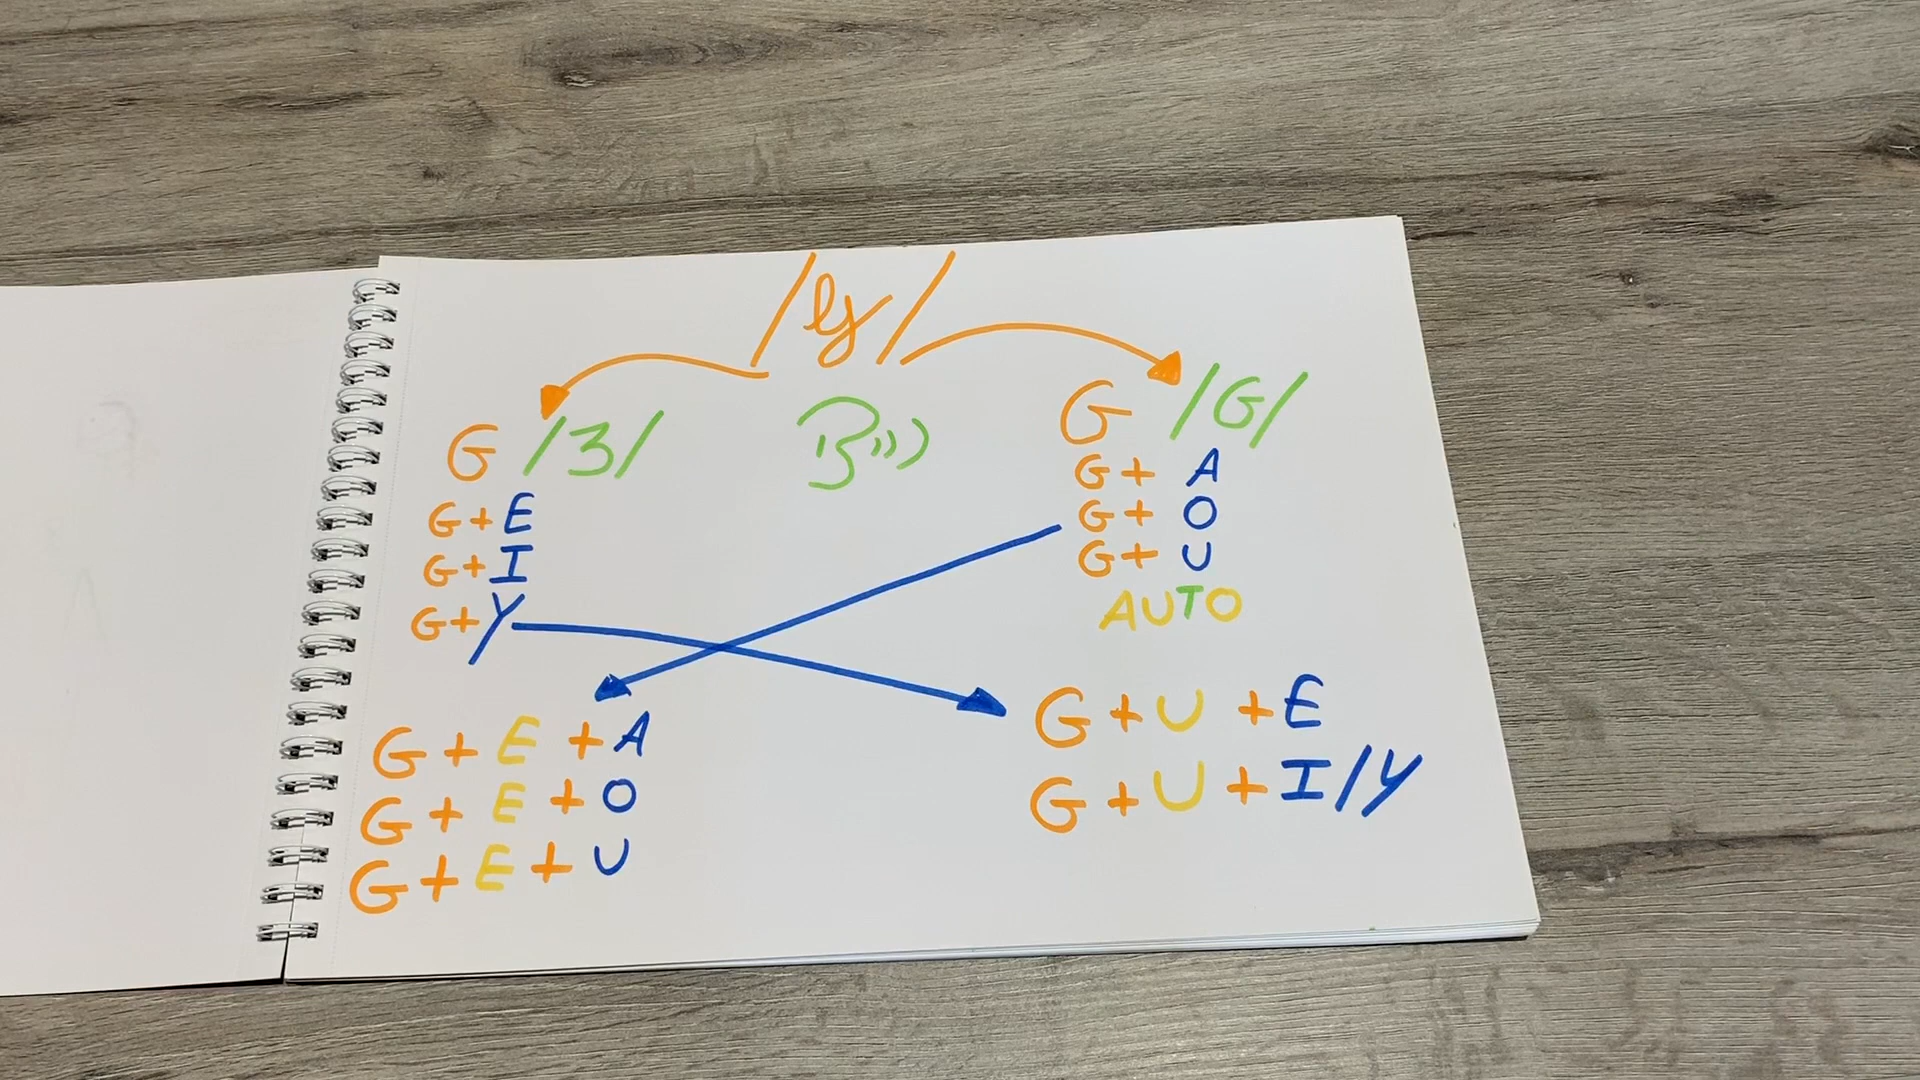 /g/
G /ʒ/
G+E
G+I
G+Y
G /G/
G+ A
G+ O
G+ U
AUTO
G+E+A
G+E+O
G+E+U
G+U+E
G+U+I/Y